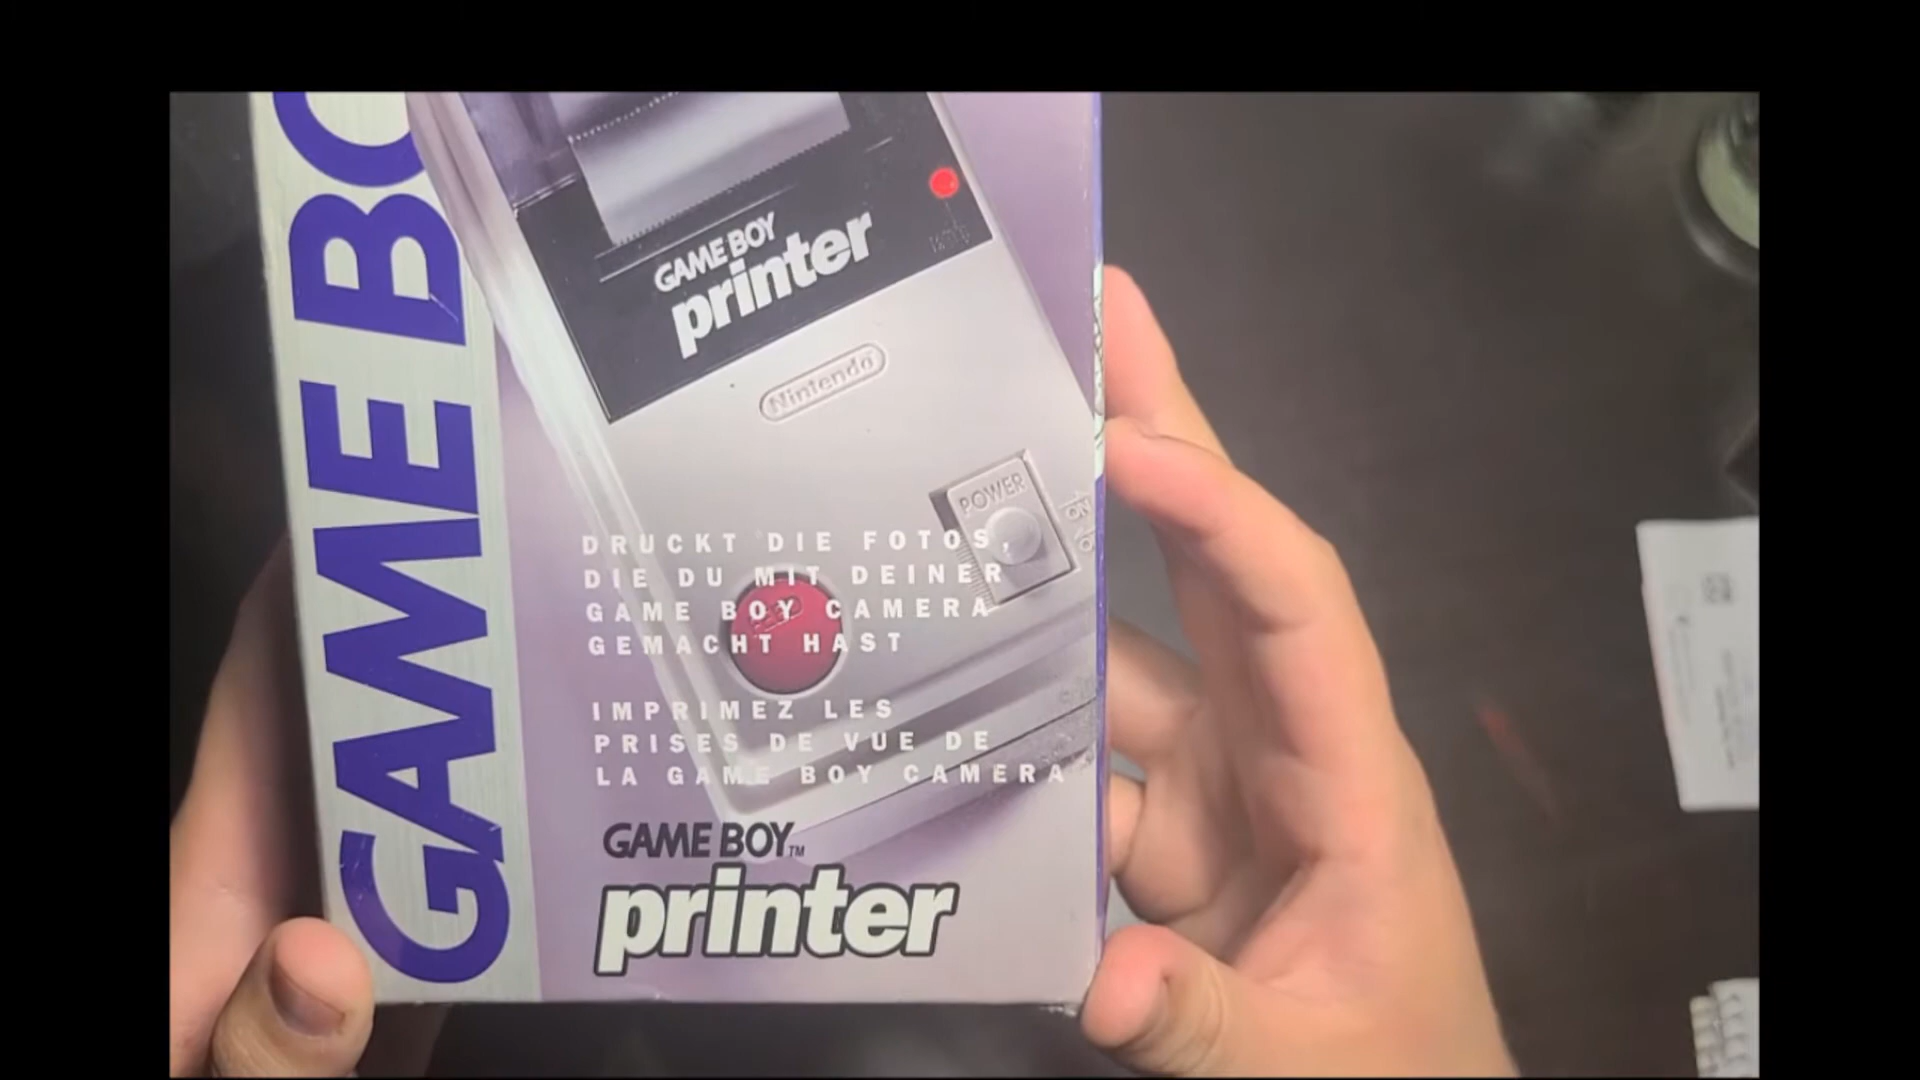 GAME BO
GAME BOY
printer
Nintendo
POWER
ON
FEED
DRUCKT DIE FOTOS,
DIE DU MIT DEINER
GAME BOY CAMERA
GEMACHT HAST
IMPRIMEZ LES
PRISES DE VUE DE
LA GAME BOY CAMERA
GAME BOY™
printer